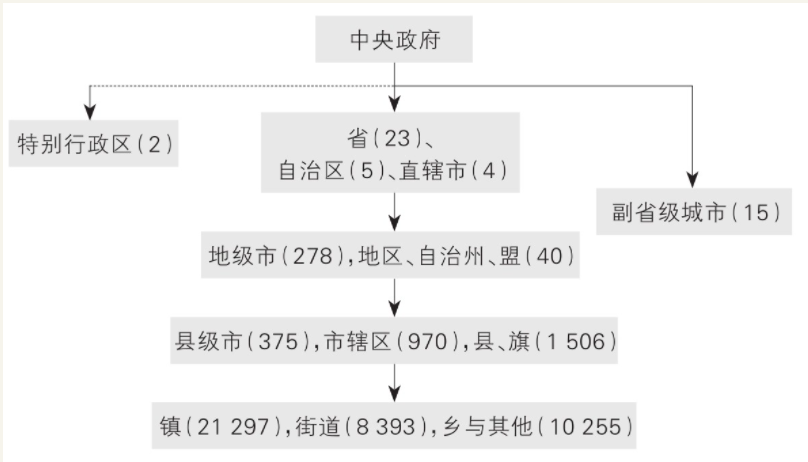 中央政府
特别行政区(2)
省(23)、
自治区(5)、直辖市(4)
副省级城市(15)
地级市(278),地区、自治州、盟(40)
县级市(375),市辖区(970),县、旗(1 506)
镇(21 297),街道(8 393),乡与其他(10 255)